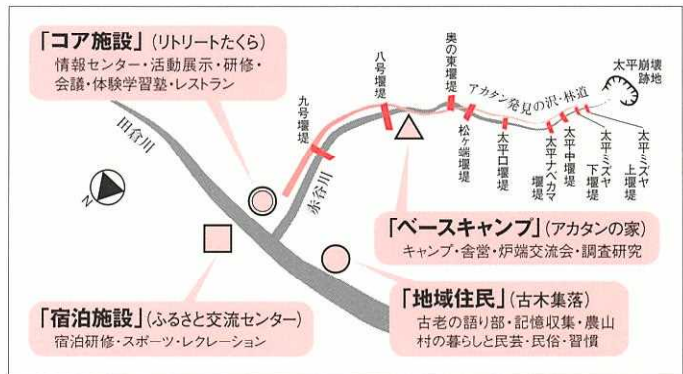 「コア施設」(リトリートたくら)
情報センター・活動展示・研修・
会議・体験学習塾・レストラン
田倉川
N
九号堰堤
八号堰堤
奥の東堰堤
アカタン発見の沢・林道
松ヶ端堰堤
太平口堰堤
太平ナベカマ
堰堤
太平中堰堤
太平ミズヤ
下堰堤
太平ミズヤ
上堰堤
太平崩壊
跡地
赤谷川
「ベースキャンプ」(アカタンの家)
キャンプ・舎営・炉端交流会・調査研究
「宿泊施設」(ふるさと交流センター)
宿泊研修・スポーツ・レクレーション
「地域住民」(古木集落)
古老の語り部・記憶収集・農山
村の暮らしと民芸・民俗・習慣